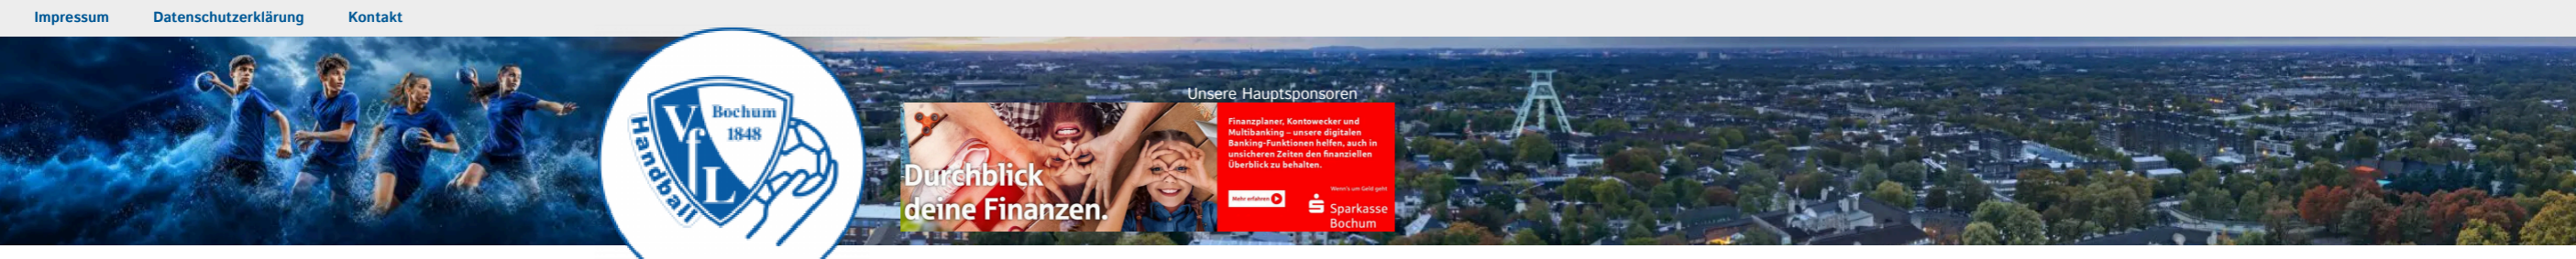 Impressum Datenschutzerklärung Kontakt
Handball
VfL
Bochum
1848
Unsere Hauptsponsoren
Durchblick
deine Finanzen.
Finanzplaner, Kontowecker und
Multibanking – unsere digitalen
Banking-Funktionen helfen, auch in
unsicheren Zeiten den finanziellen
Überblick zu behalten.
Wenn's um Geld geht
Mehr erfahren
Sparkasse
Bochum